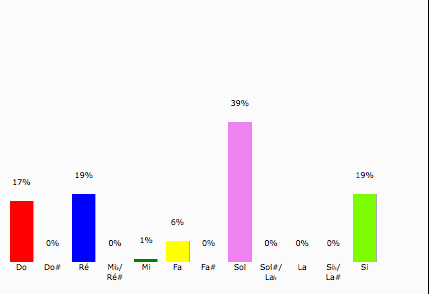 39%
19%
19%
17%
6%
1%
0%
0%
0%
0%
0%
0%
Do
Do#
Ré
Mi♭/
Ré#
Mi
Fa
Fa#
Sol
Sol#/
La♭
La
Si♭/
La#
Si